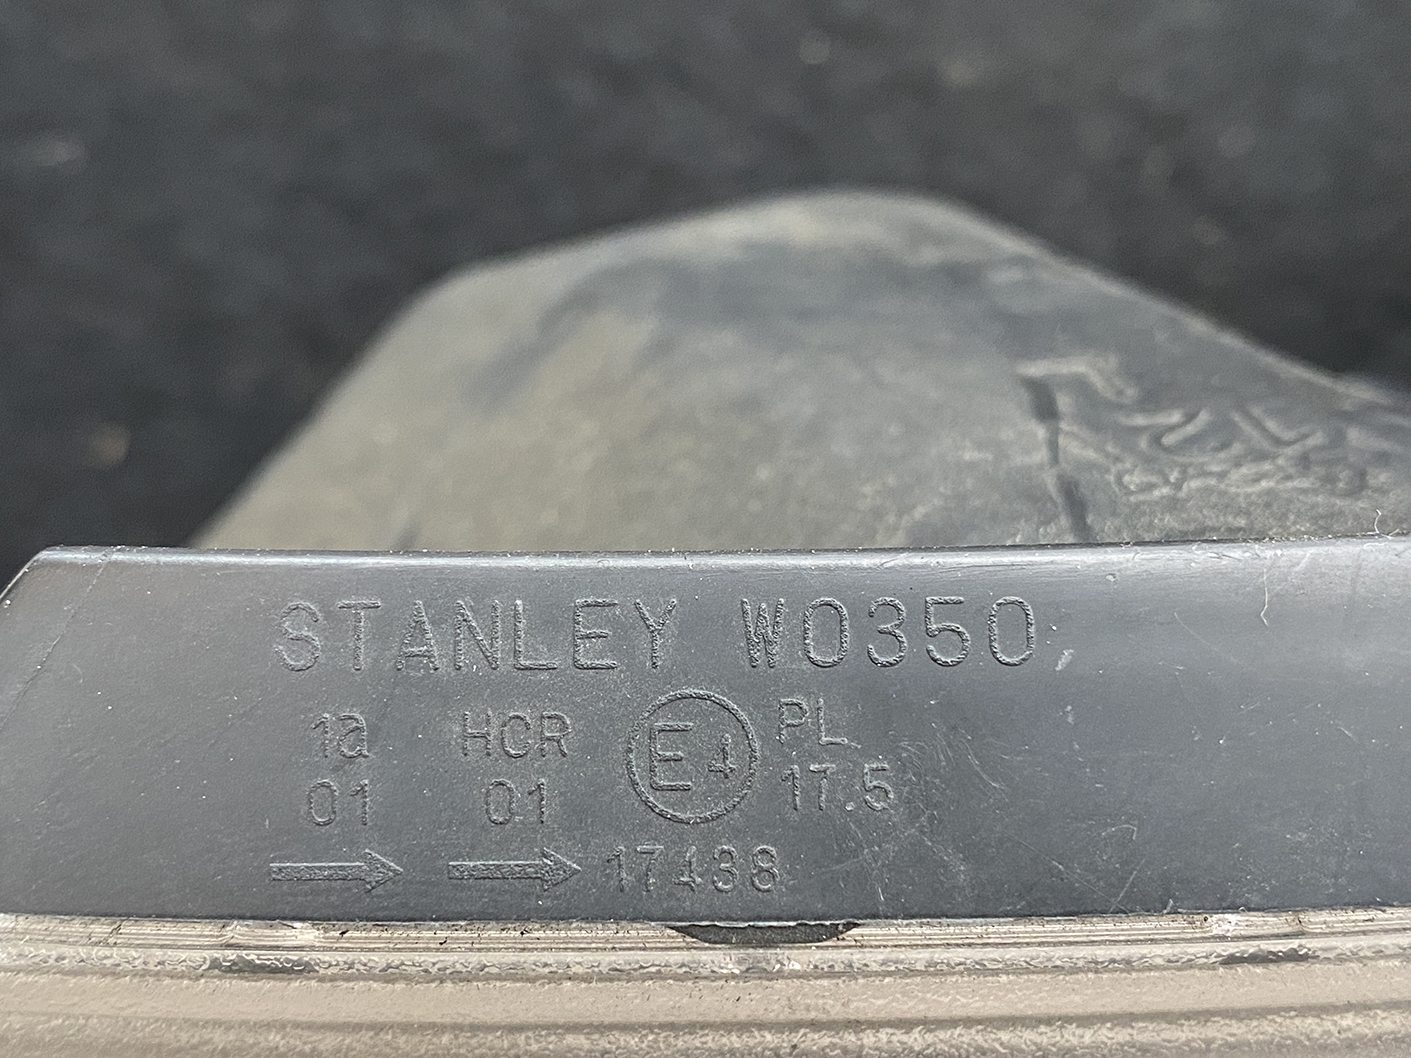 STANLEY W0350
1a HCR E4 PL
01 01 17.5
→ → 17438